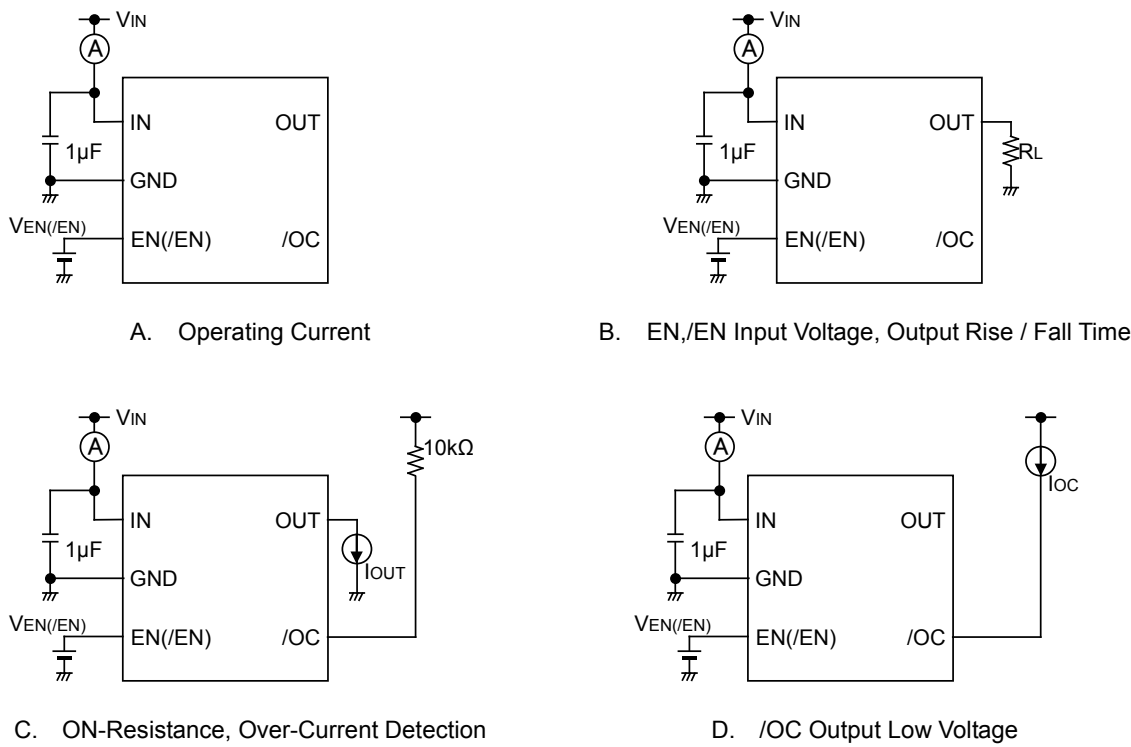 VIN
A
IN
OUT
1µF
GND
VEN(/EN)
EN(/EN)
/OC
A. Operating Current
VIN
A
IN
OUT
1µF
RL
GND
VEN(/EN)
EN(/EN)
/OC
B. EN,/EN Input Voltage, Output Rise / Fall Time
VIN
A
10kΩ
IN
OUT
1µF
IOUT
GND
VEN(/EN)
EN(/EN)
/OC
C. ON-Resistance, Over-Current Detection
VIN
A
IOC
IN
OUT
1µF
GND
VEN(/EN)
EN(/EN)
/OC
D. /OC Output Low Voltage